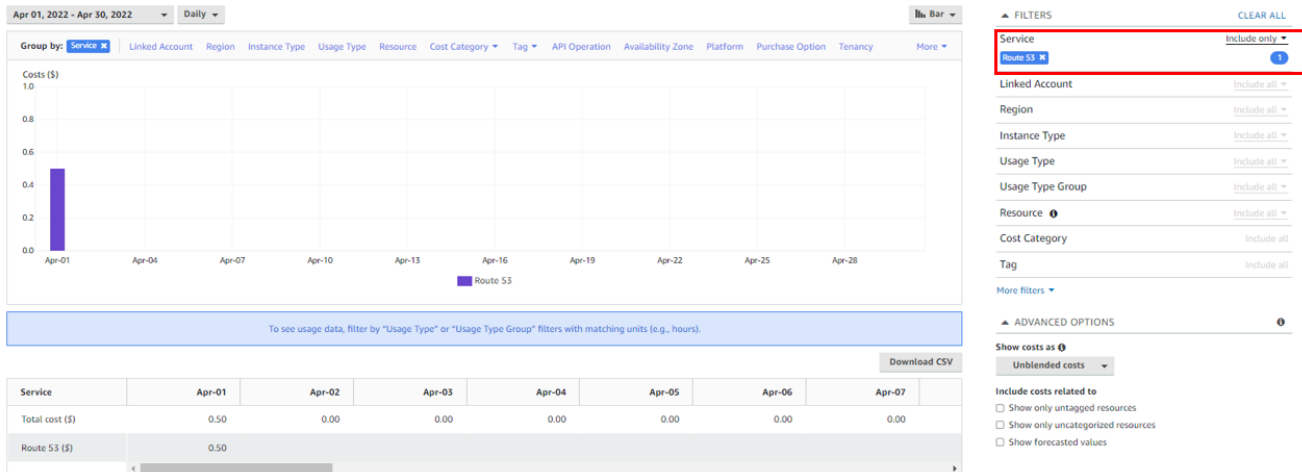 Apr 01, 2022 - Apr 30, 2022 Daily Bar
Group by: Service Linked Account Region Instance Type Usage Type Resource Cost Category Tag API Operation Availability Zone Platform Purchase Option Tenancy More
Costs ($)
1.0
0.8
0.6
0.4
0.2
0.0
Apr-01 Apr-04 Apr-07 Apr-10 Apr-13 Apr-16 Apr-19 Apr-22 Apr-25 Apr-28
Route 53
To see usage data, filter by "Usage Type" or "Usage Type Group" filters with matching units (e.g., hours).
Download CSV
Service Apr-01 Apr-02 Apr-03 Apr-04 Apr-05 Apr-06 Apr-07
Total cost ($) 0.50 0.00 0.00 0.00 0.00 0.00 0.00
Route 53 ($) 0.50
FILTERS CLEAR ALL
Service Include only
Route 53 1
Linked Account Include all
Region Include all
Instance Type Include all
Usage Type Include all
Usage Type Group Include all
Resource Include all
Cost Category Include all
Tag Include all
More filters
ADVANCED OPTIONS
Show costs as
Unblended costs
Include costs related to
Show only untagged resources
Show only uncategorized resources
Show forecasted values